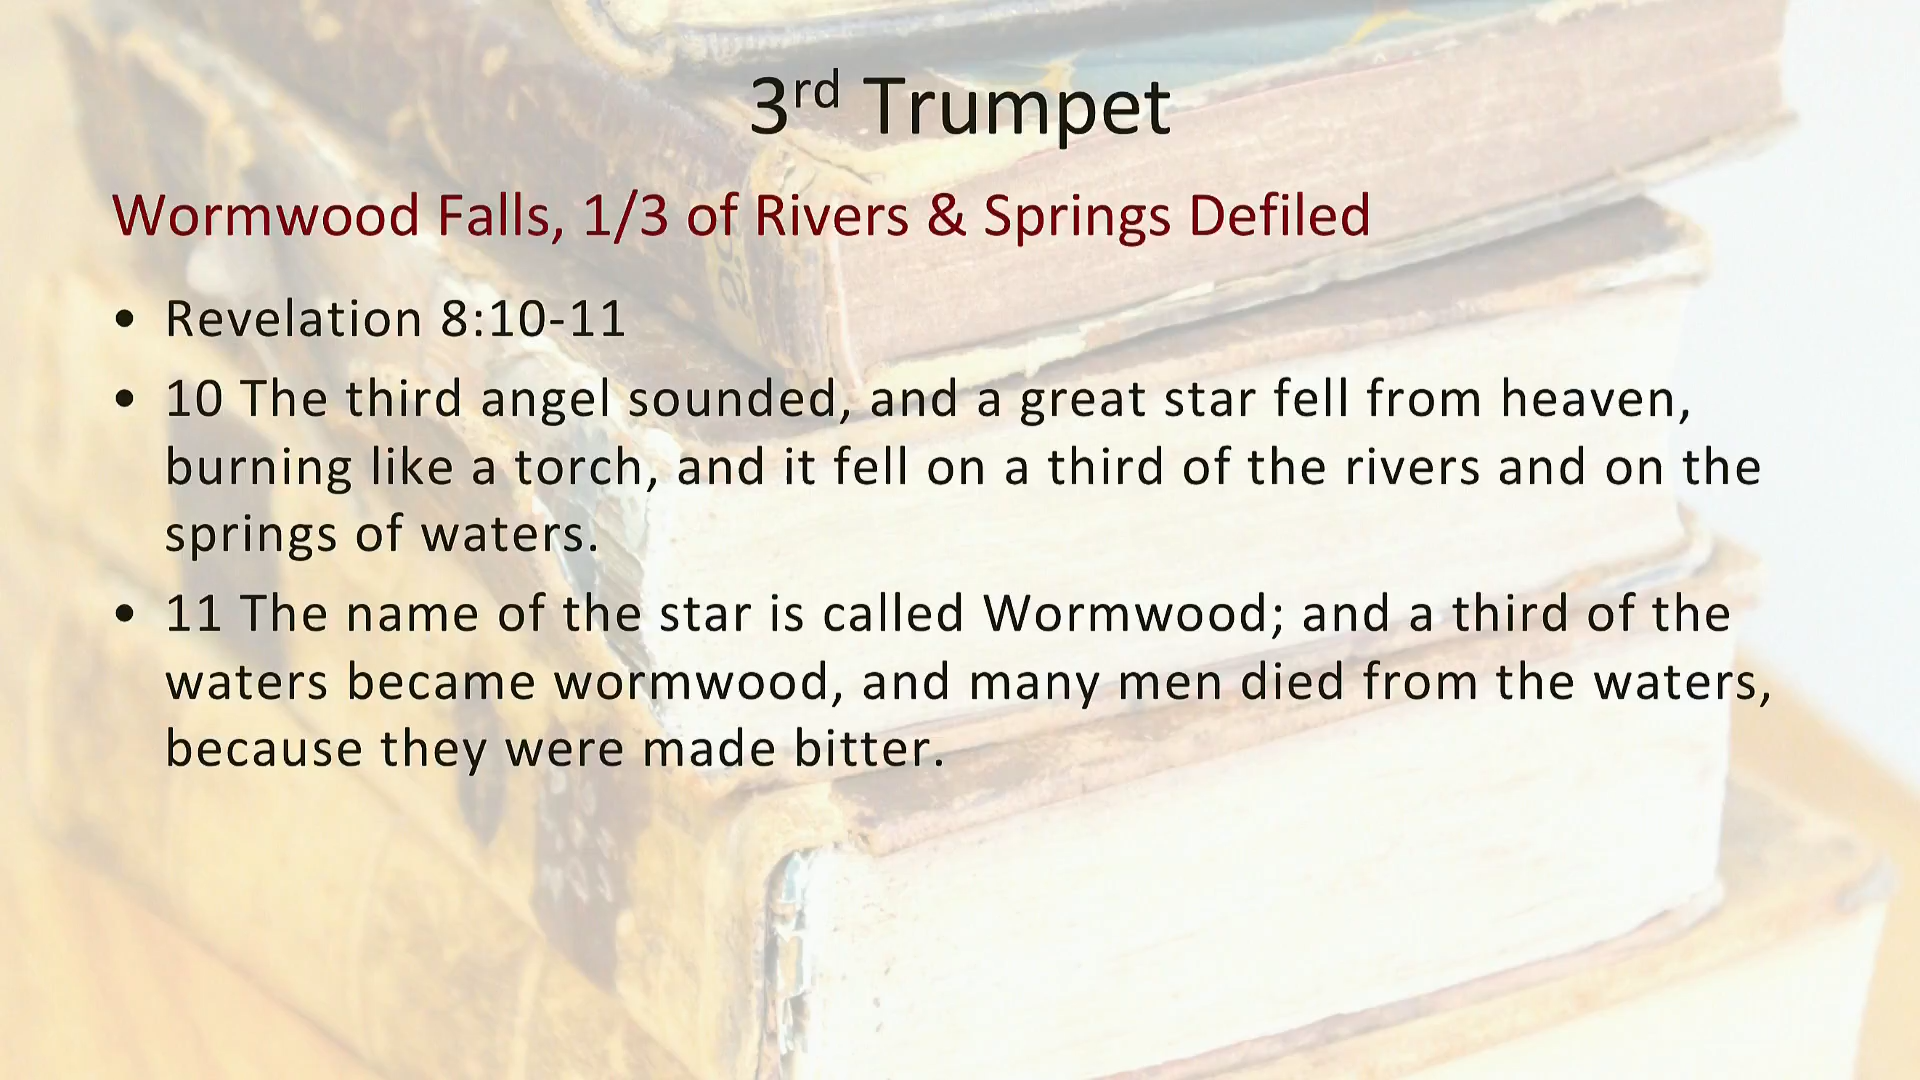 3rd Trumpet
Wormwood Falls, 1/3 of Rivers & Springs Defiled
• Revelation 8:10-11
• 10 The third angel sounded, and a great star fell from heaven,
burning like a torch, and it fell on a third of the rivers and on the
springs of waters.
• 11 The name of the star is called Wormwood; and a third of the
waters became wormwood, and many men died from the waters,
because they were made bitter.